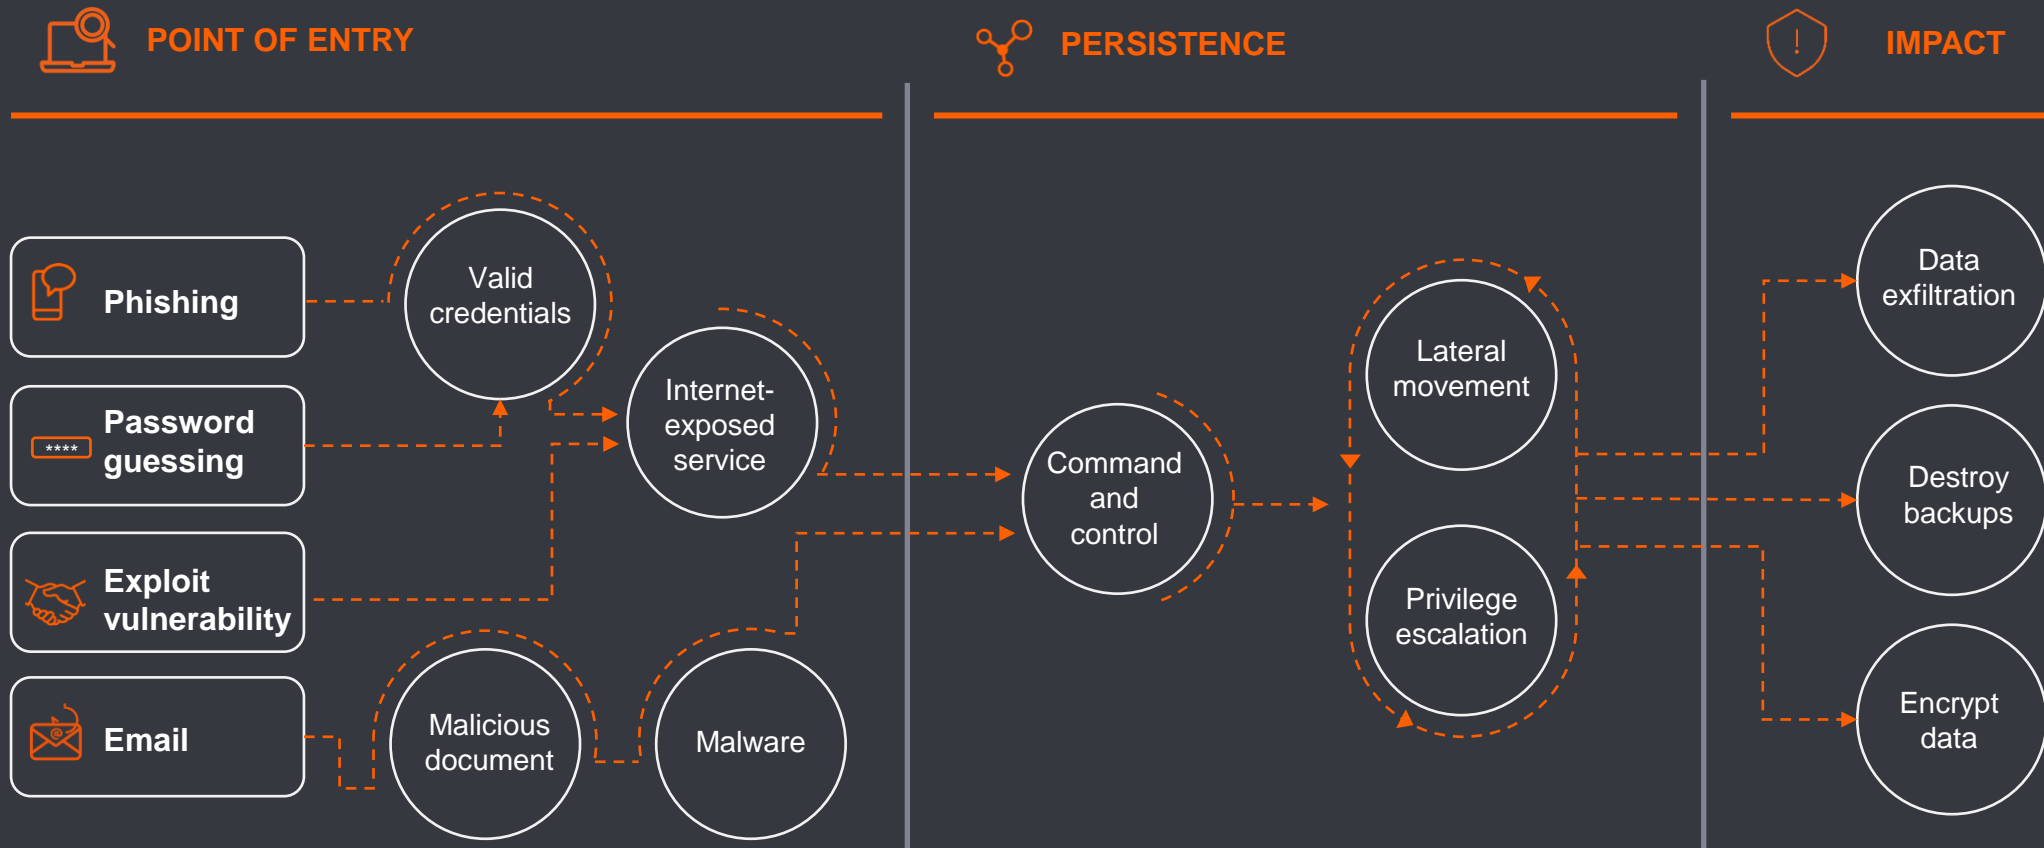 POINT OF ENTRY
PERSISTENCE
IMPACT
Phishing
Valid
credentials
Password
guessing
****
Internet-
exposed
service
Exploit
vulnerability
Email
@
Malicious
document
Malware
Command
and
control
Lateral
movement
Privilege
escalation
!
Data
exfiltration
Destroy
backups
Encrypt
data